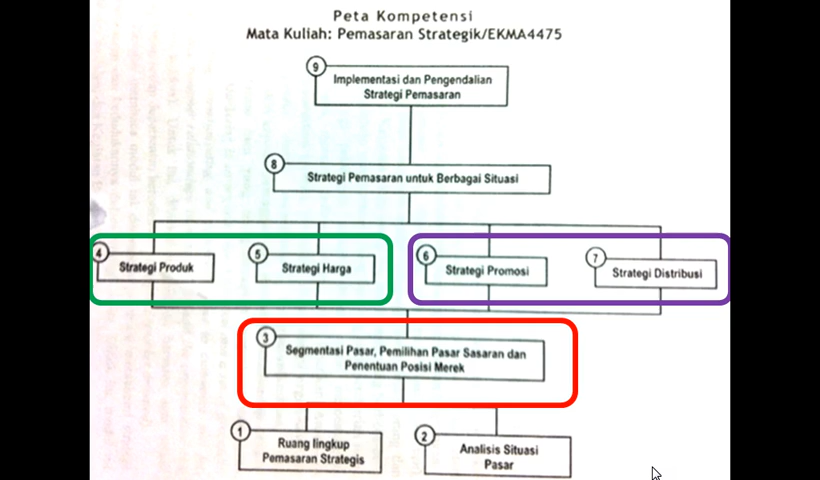 Peta Kompetensi
Mata Kuliah: Pemasaran Strategik/EKMA4475
9
Implementasi dan Pengendalian
Strategi Pemasaran
8
Strategi Pemasaran untuk Berbagai Situasi
4
Strategi Produk
5
Strategi Harga
6
Strategi Promosi
7
Strategi Distribusi
3
Segmentasi Pasar, Pemilihan Pasar Sasaran dan
Penentuan Posisi Merek
1
Ruang lingkup
Pemasaran Strategis
2
Analisis Situasi
Pasar